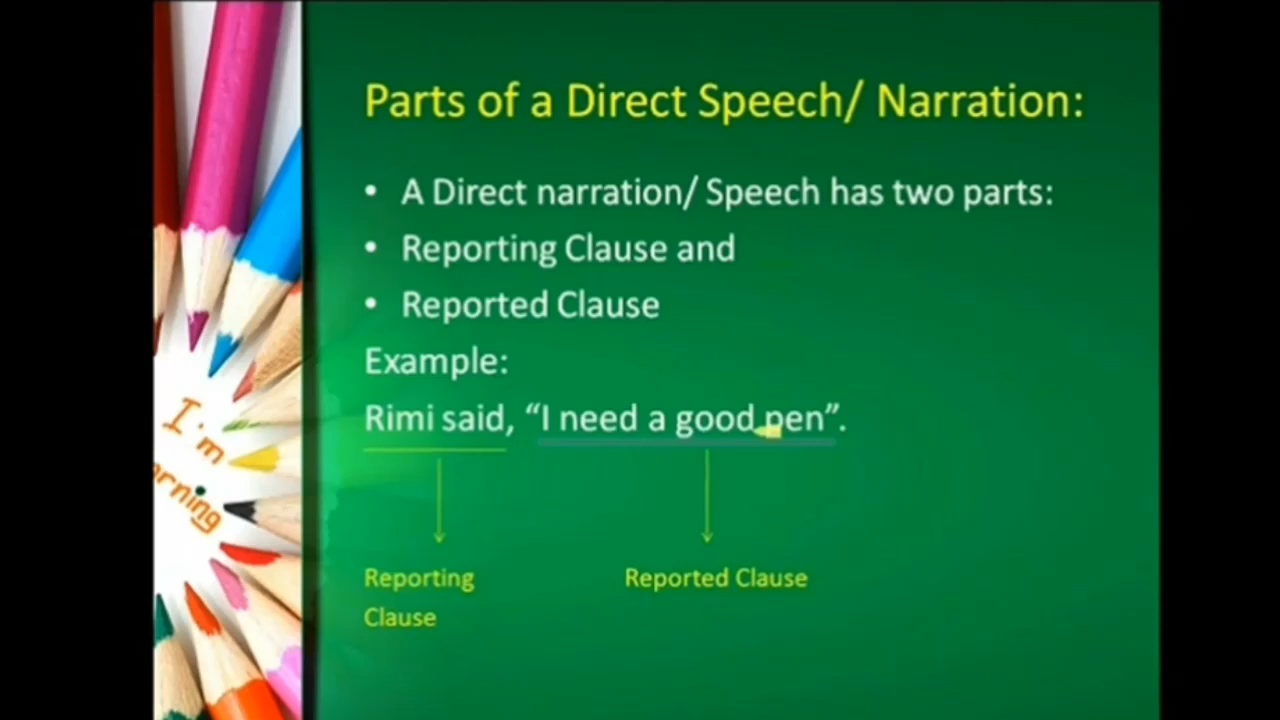 Parts of a Direct Speech/ Narration:
• A Direct narration/ Speech has two parts:
• Reporting Clause and
• Reported Clause
Example:
Rimi said, “I need a good pen”.
Reporting
Clause
Reported Clause
I'm
arning